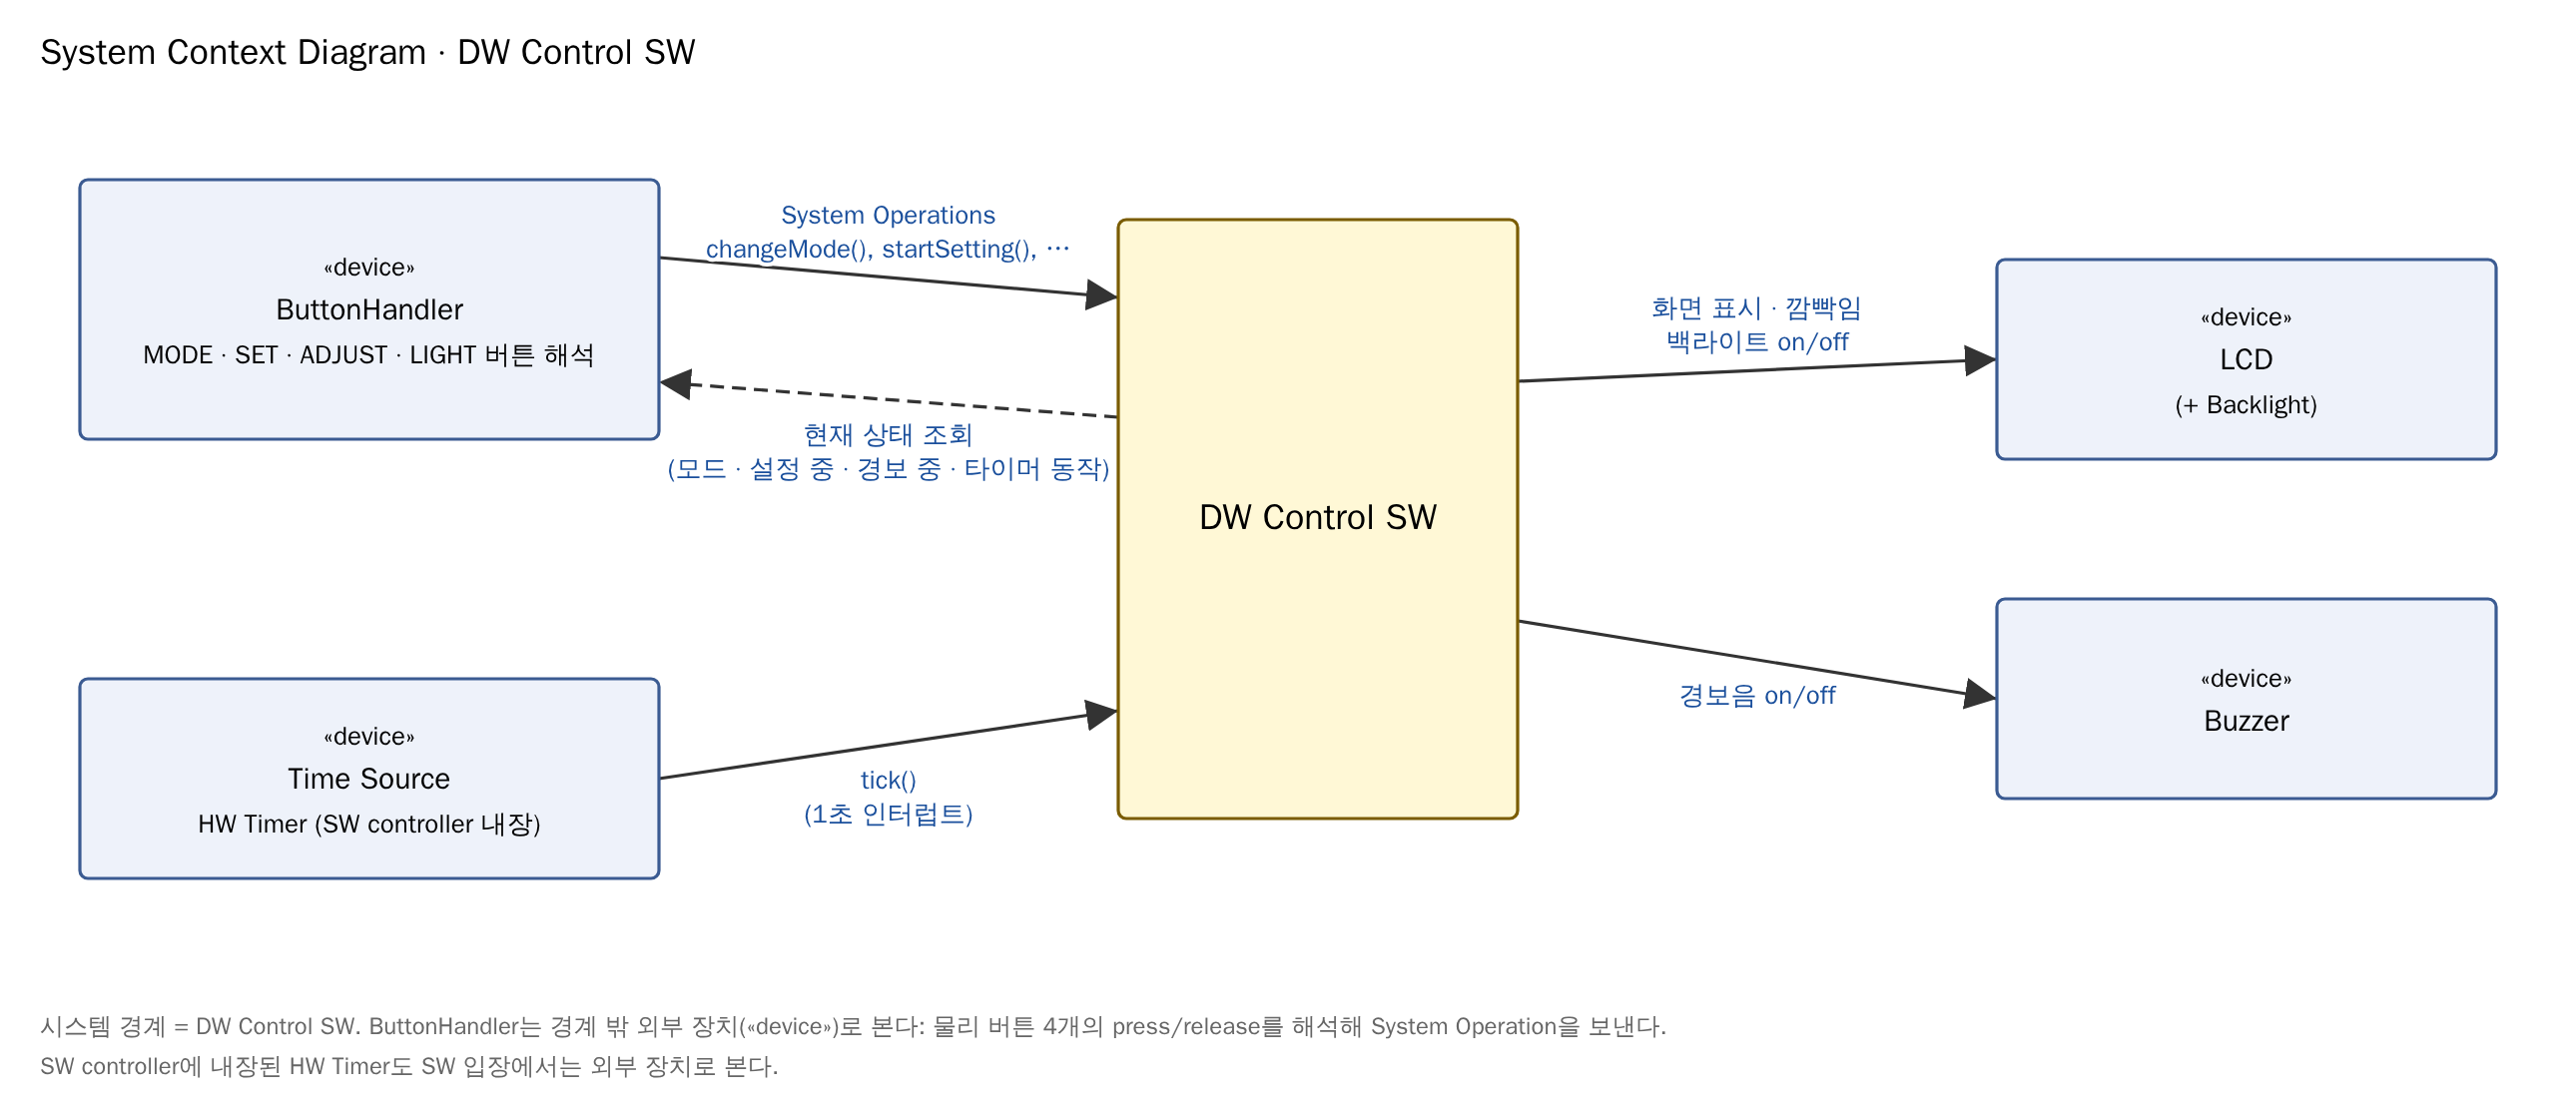 System Context Diagram · DW Control SW
«device»
ButtonHandler
MODE · SET · ADJUST · LIGHT 버튼 해석
System Operations
changeMode(), startSetting(), ⋯
현재 상태 조회
(모드 · 설정 중 · 경보 중 · 타이머 동작)
«device»
Time Source
HW Timer (SW controller 내장)
tick()
(1초 인터럽트)
DW Control SW
화면 표시 · 깜빡임
백라이트 on/off
«device»
LCD
(+ Backlight)
경보음 on/off
«device»
Buzzer
시스템 경계 = DW Control SW. ButtonHandler는 경계 밖 외부 장치(«device»)로 본다: 물리 버튼 4개의 press/release를 해석해 System Operation을 보낸다.
SW controller에 내장된 HW Timer도 SW 입장에서는 외부 장치로 본다.